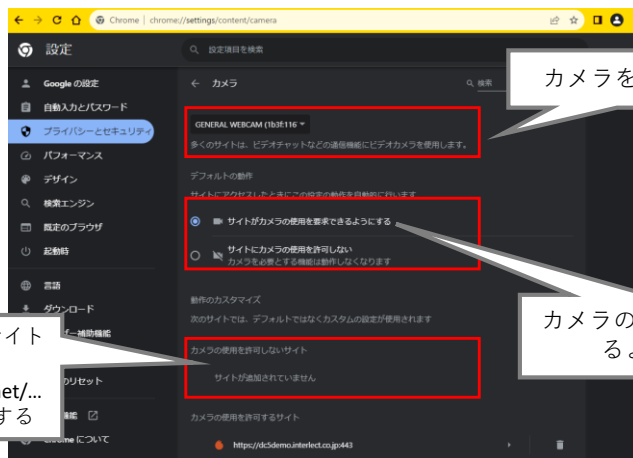 Chrome | chrome://settings/content/camera
設定
設定項目を検索
Google の設定
自動入力とパスワード
プライバシーとセキュリティ
パフォーマンス
デザイン
検索エンジン
既定のブラウザ
起動時
言語
ダウンロード
ザー補助機能
のリセット
機能
Chrome について
カメラ
検索
GENERAL WEBCAM (1b3f:116
多くのサイトは、ビデオチャットなどの通信機能にビデオカメラを使用します。
デフォルトの動作
サイトにアクセスしたときにこの設定の動作を自動的に行います
サイトがカメラの使用を要求できるようにする
サイトにカメラの使用を許可しない
カメラを必要とする機能は動作しなくなります
動作のカスタマイズ
次のサイトでは、デフォルトではなくカスタムの設定が使用されます
カメラの使用を許可しないサイト
サイトが追加されていません
カメラの使用を許可するサイト
https://dc5demo.interlect.co.jp:443
カメラを
カメラの
るよ
イト
net/...
する